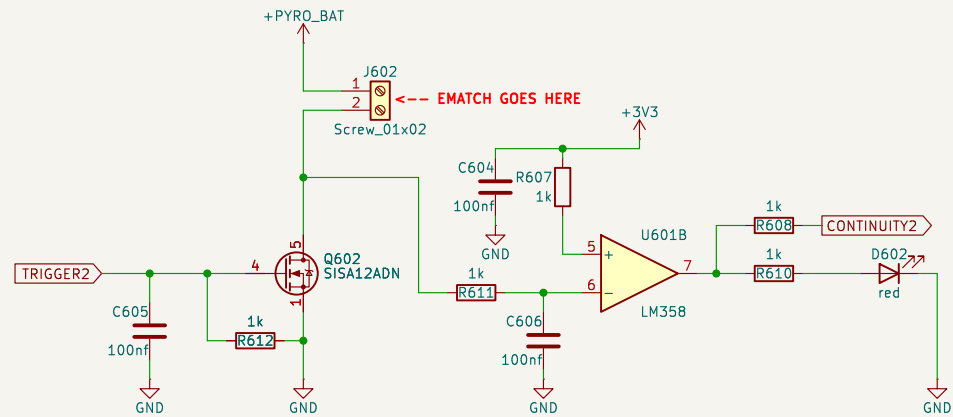 +PYRO_BAT
J602
1
2
<-- EMATCH GOES HERE
Screw_01x02
+3V3
C604
100nf
GND
R607
1k
U601B
5
+
6
-
7
LM358
1k
R608
CONTINUITY2
1k
R610
D602
red
GND
TRIGGER2
4
5
1
Q602
SISA12ADN
1k
R611
C605
100nf
GND
1k
R612
GND
C606
100nf
GND